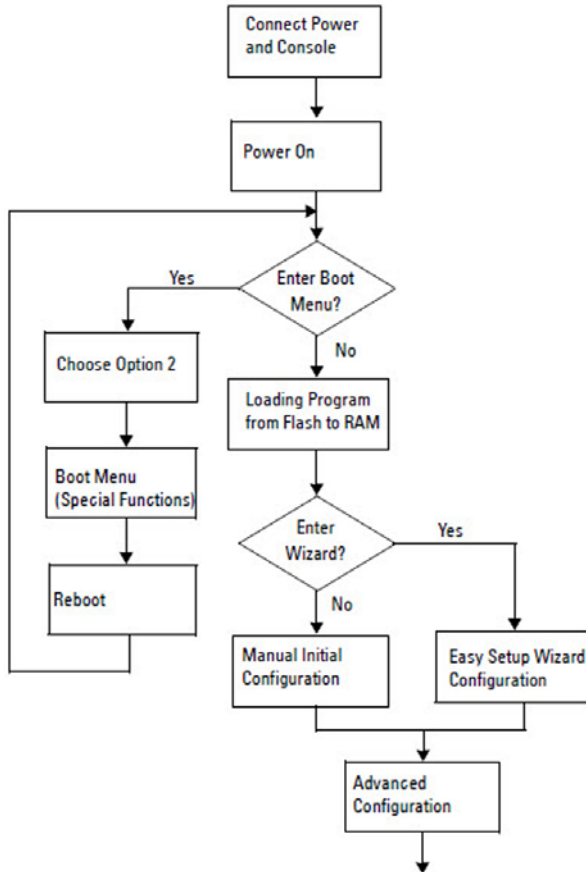 Connect Power
and Console
Power On
Enter Boot
Menu?
Yes
No
Choose Option 2
Loading Program
from Flash to RAM
Boot Menu
(Special Functions)
Enter
Wizard?
Yes
No
Reboot
Manual Initial
Configuration
Easy Setup Wizard
Configuration
Advanced
Configuration